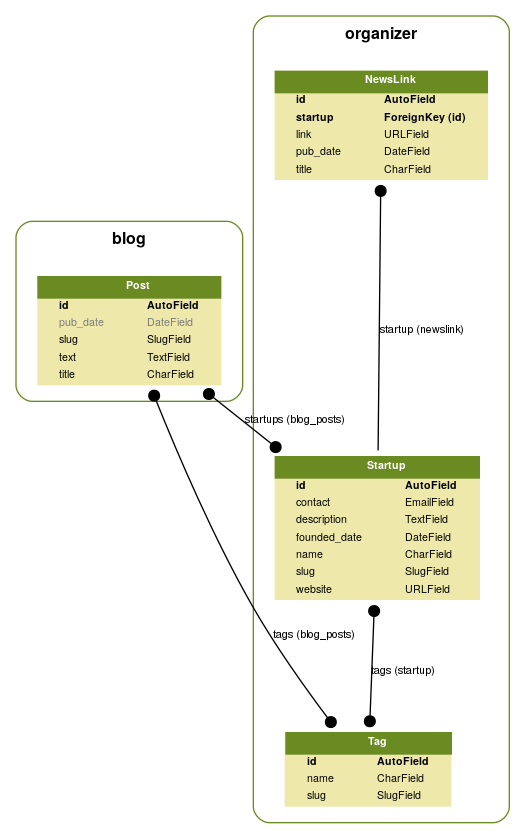 organizer
NewsLink
id AutoField
startup ForeignKey (id)
link URLField
pub_date DateField
title CharField
blog
Post
id AutoField
pub_date DateField
slug SlugField
text TextField
title CharField
startup (newslink)
startups (blog_posts)
Startup
id AutoField
contact EmailField
description TextField
founded_date DateField
name CharField
slug SlugField
website URLField
tags (blog_posts)
tags (startup)
Tag
id AutoField
name CharField
slug SlugField